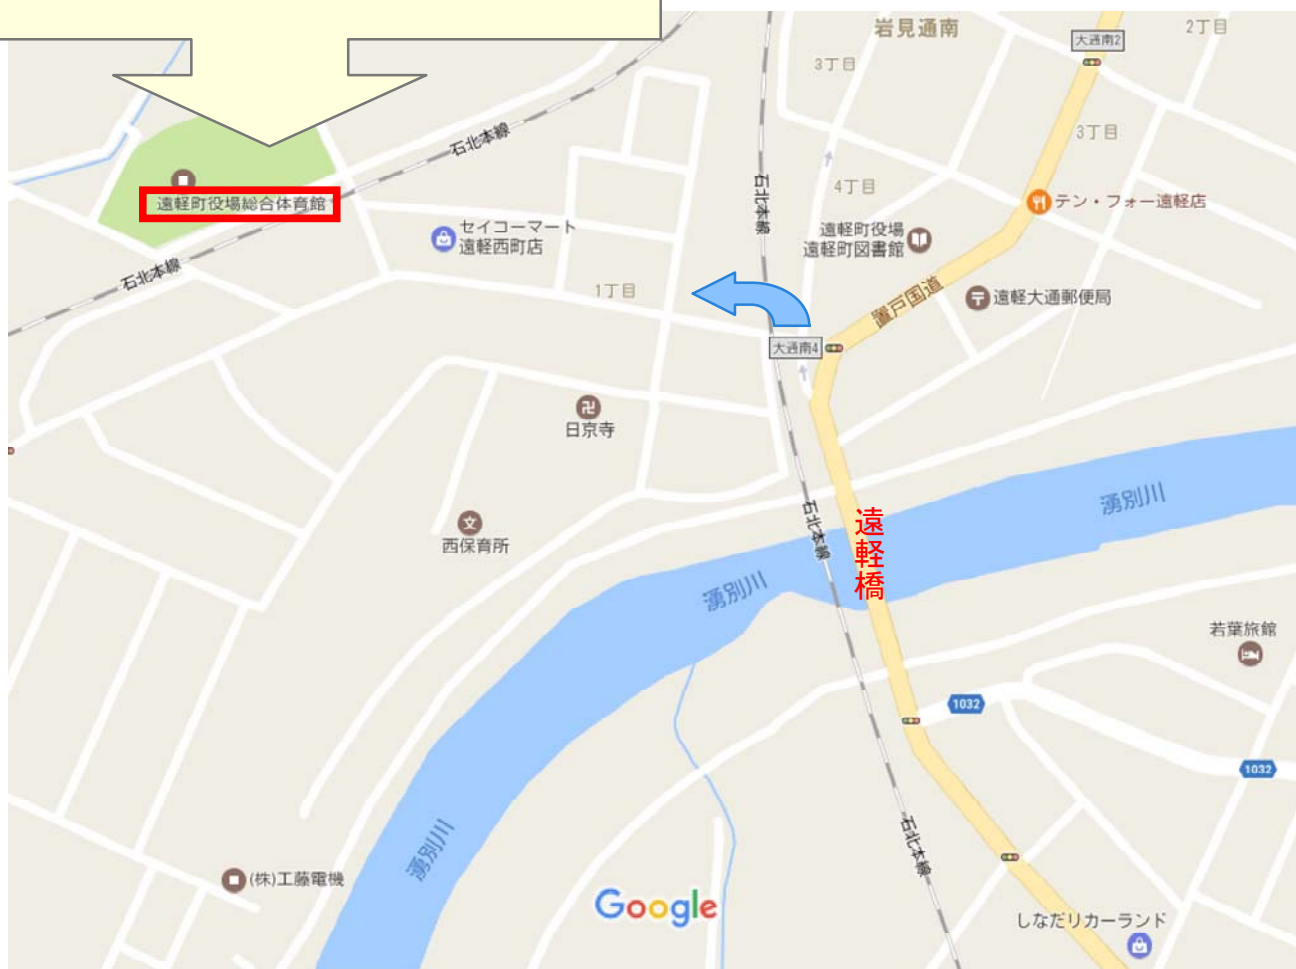 岩見通南
大通南2
2丁目
3丁目
3丁目
石北本線
石北本線
4丁目
遠軽町役場総合体育館
テン・フォー遠軽店
セイコーマート
遠軽西町店
遠軽町役場
遠軽町図書館
石北本線
1丁目
置戸国道
遠軽大通郵便局
大通南4
日京寺
西保育所
石北本線
遠軽橋
湧別川
湧別川
若葉旅館
1032
1032
湧別川
石北本線
(株)工藤電機
Google
しなだリカーランド